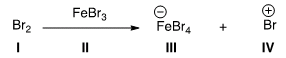 FeBr₃
Br₂ ⊖ FeBr₄ + ⊕ Br
I II III IV